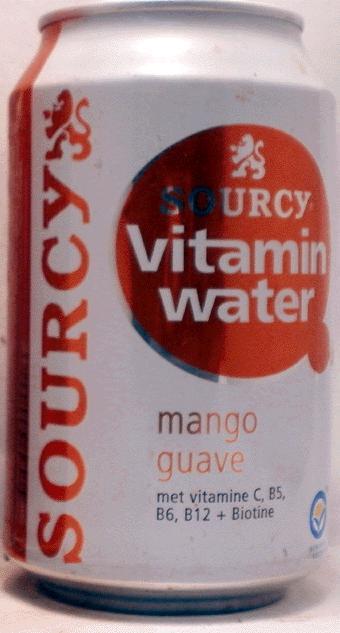 SOURCY
SOURCY
Vitamin
water
mango
guave
met vitamine C, B5,
B6, B12 + Biotine